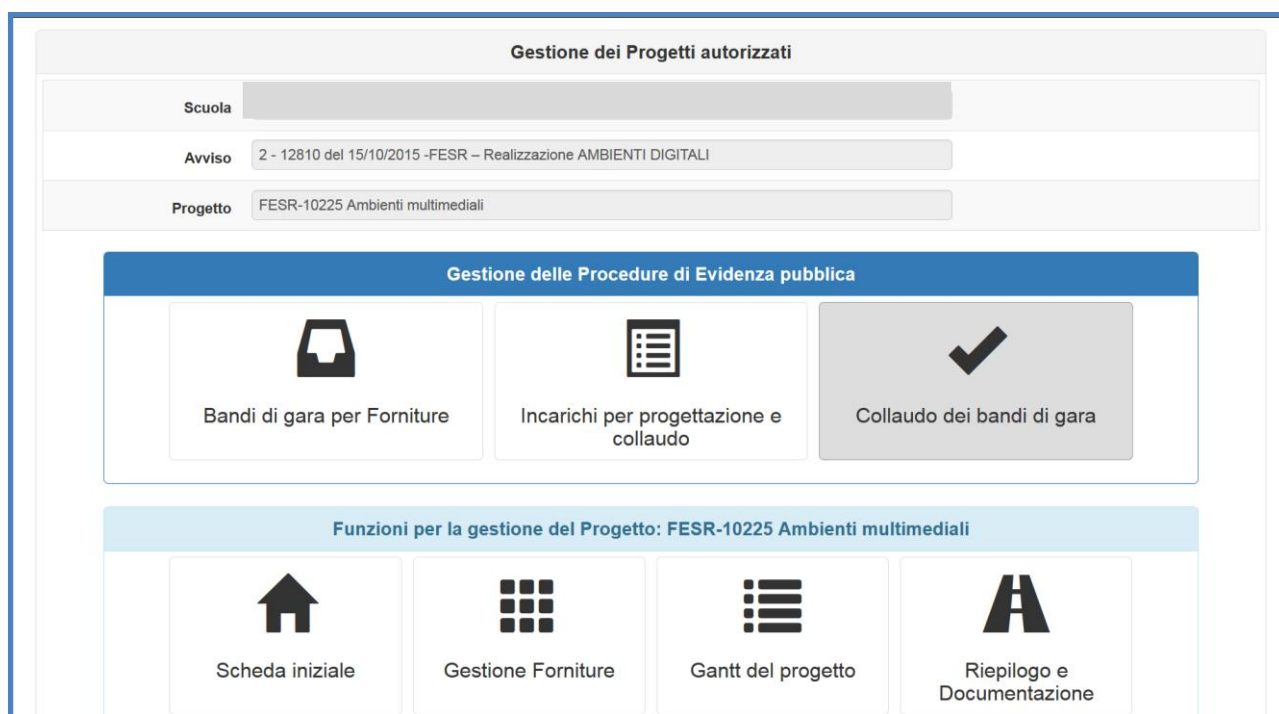 Gestione dei Progetti autorizzati
Scuola
Avviso 2 - 12810 del 15/10/2015 -FESR – Realizzazione AMBIENTI DIGITALI
Progetto FESR-10225 Ambienti multimediali
Gestione delle Procedure di Evidenza pubblica
Bandi di gara per Forniture
Incarichi per progettazione e
collaudo
Collaudo dei bandi di gara
Funzioni per la gestione del Progetto: FESR-10225 Ambienti multimediali
Scheda iniziale
Gestione Forniture
Gantt del progetto
Riepilogo e
Documentazione